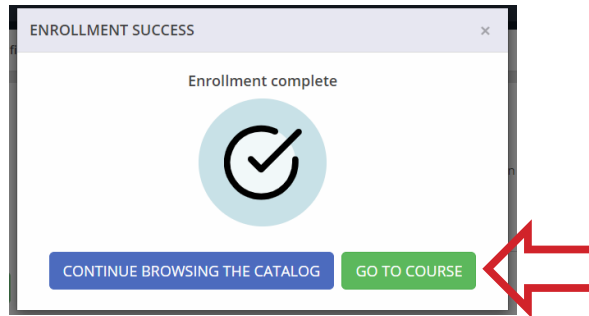 ENROLLMENT SUCCESS ×
Enrollment complete
CONTINUE BROWSING THE CATALOG
GO TO COURSE